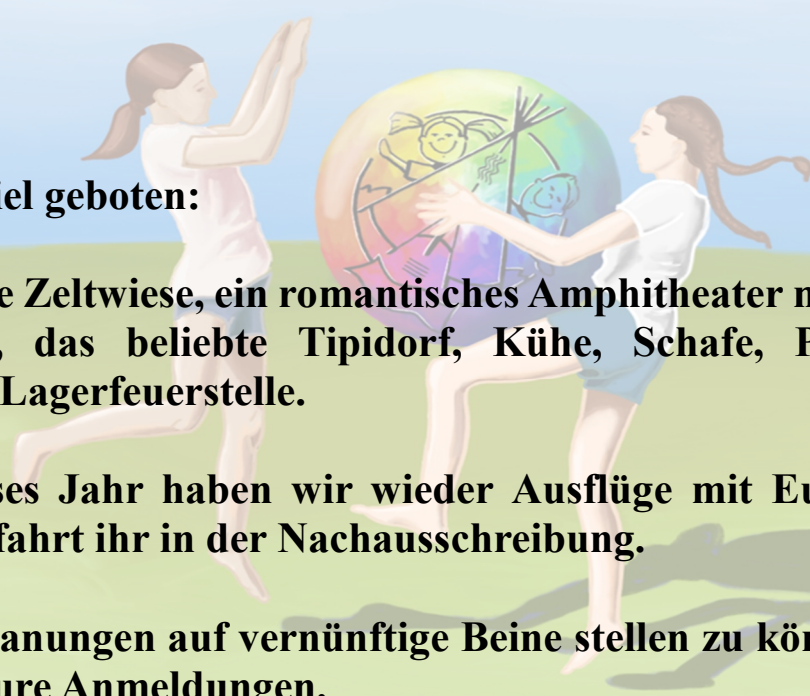 iel geboten:
e Zeltwiese, ein romantisches Amphitheater
, das beliebte Tipidorf, Kühe, Schafe,
Lagerfeuerstelle.
ses Jahr haben wir wieder Ausflüge mit Eu
fahrt ihr in der Nachausschreibung.
anungen auf vernünftige Beine stellen zu kön
ure Anmeldungen.